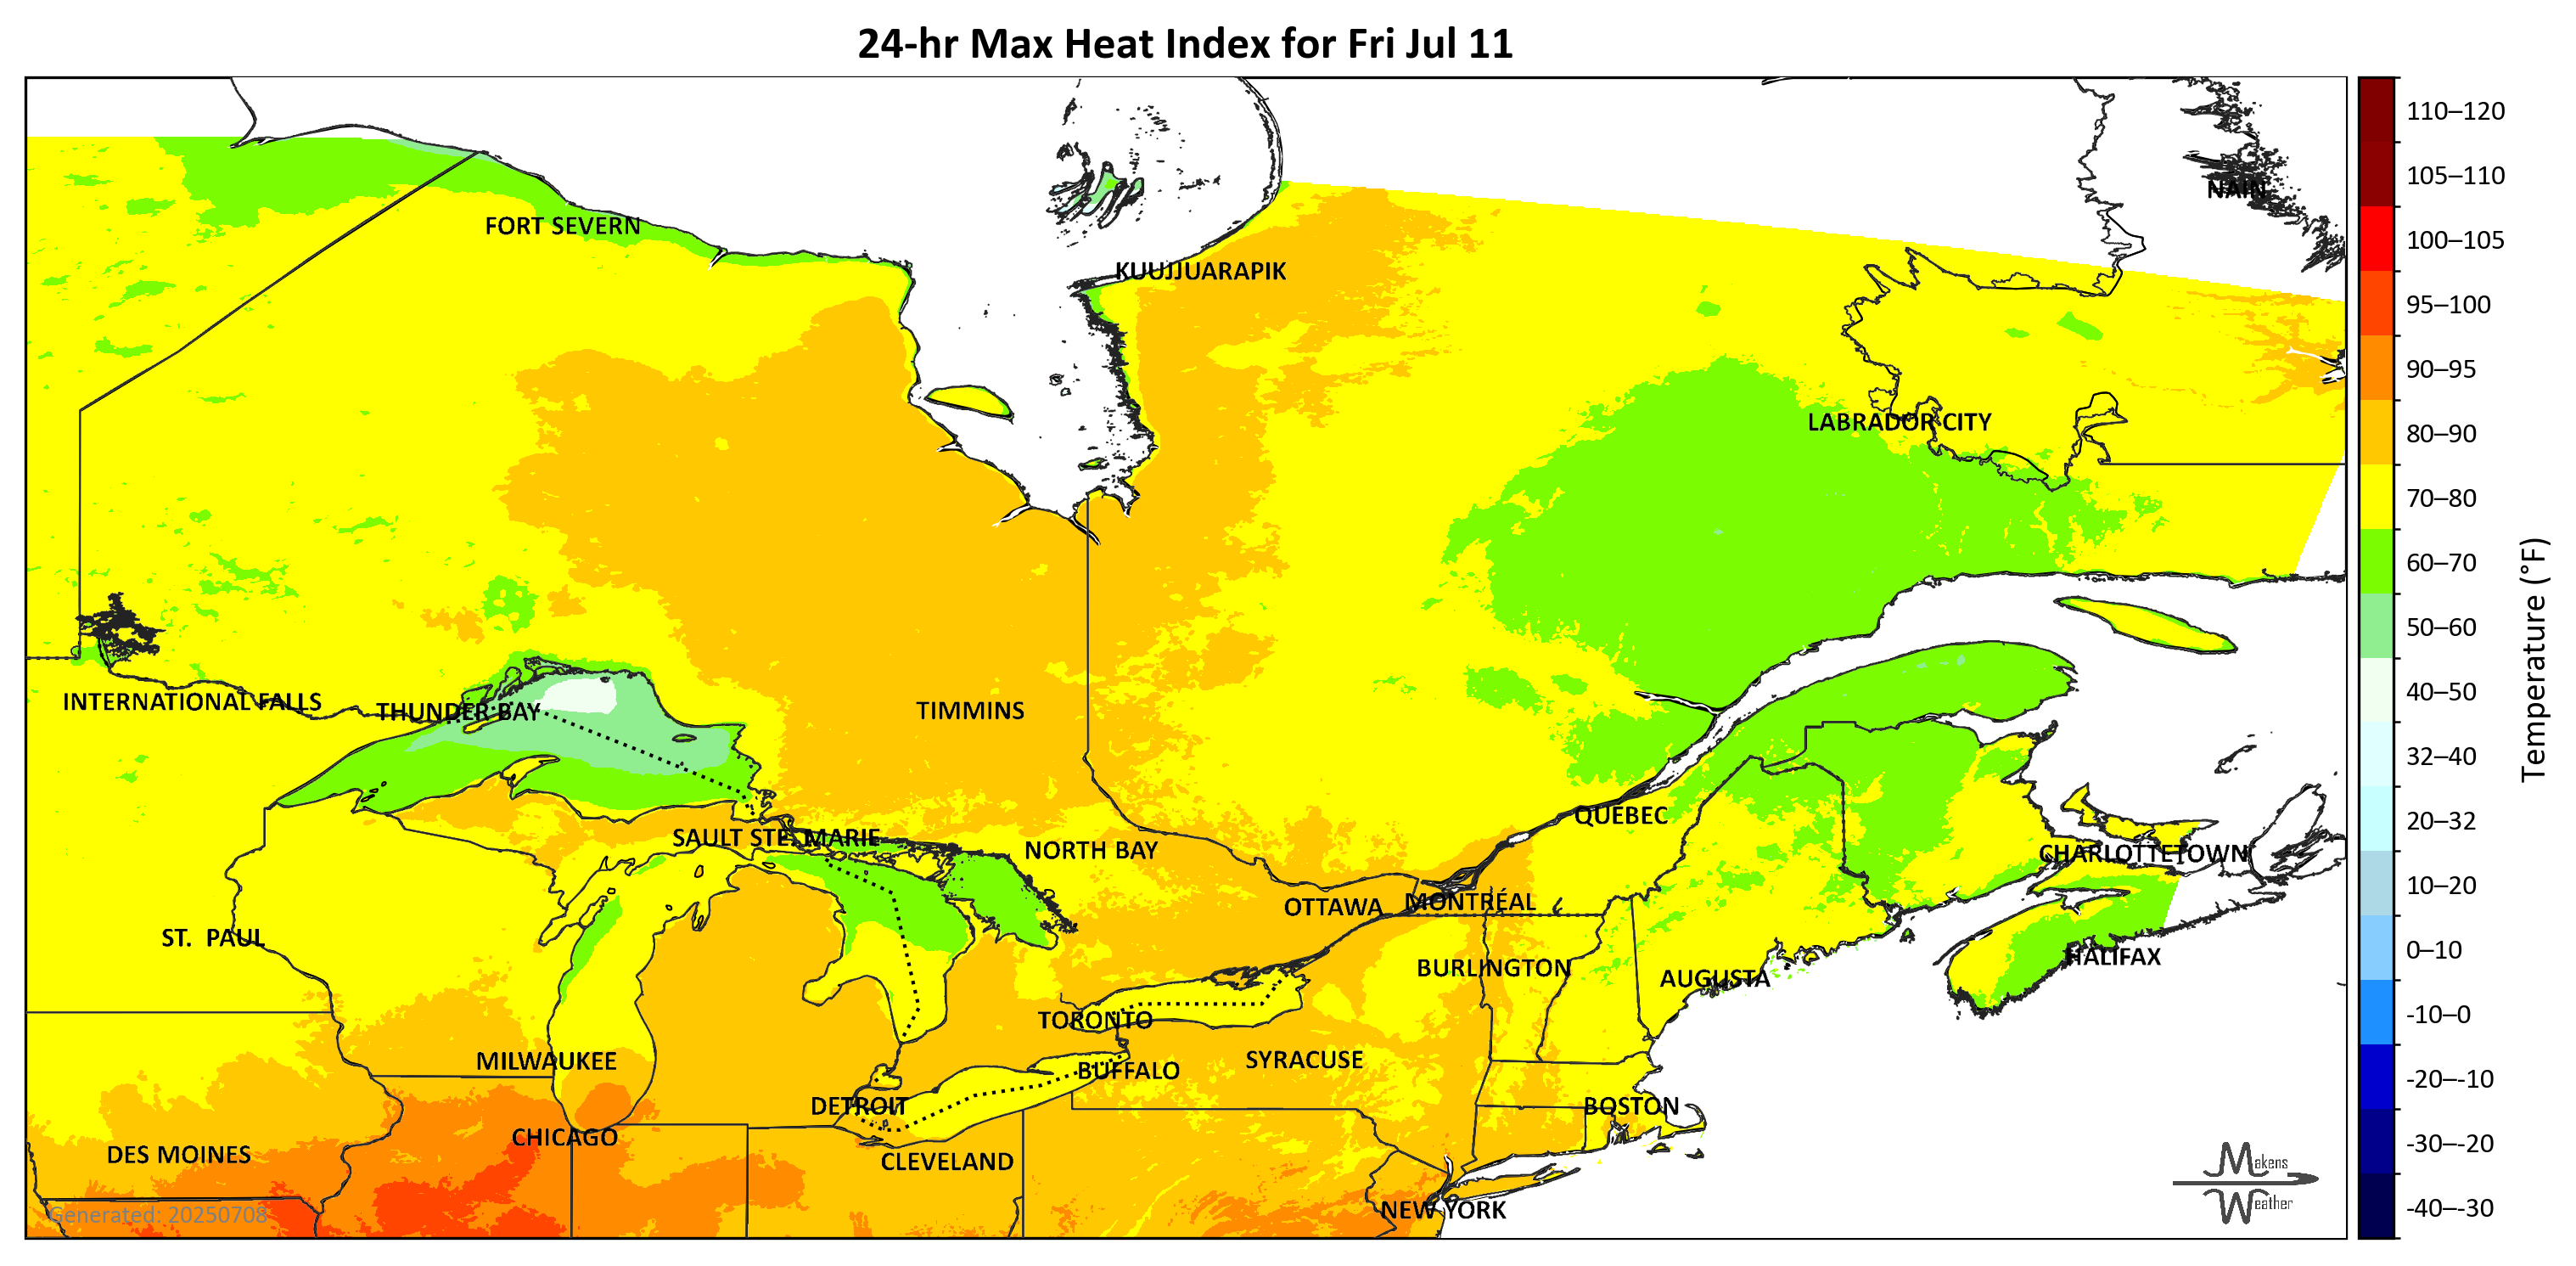 24-hr Max Heat Index for Fri Jul 11
110–120
105–110
NAIN
FORT SEVERN
100–105
KUUJJUARAPIK
95–100
90–95
LABRADOR CITY
80–90
70–80
60–70
50–60
40–50
32–40
20–32
10–20
0–10
-10–0
-20–-10
-30–-20
-40–-30
Temperature (°F)
INTERNATIONAL FALLS
THUNDER BAY
TIMMINS
QUÉBEC
SAULT STE. MARIE
NORTH BAY
CHARLOTTETOWN
OTTAWA
MONTRÉAL
ST. PAUL
HALIFAX
BURLINGTON
AUGUSTA
TORONTO
MILWAUKEE
SYRACUSE
BUFFALO
DETROIT
BOSTON
CHICAGO
DES MOINES
CLEVELAND
NEW YORK
Generated: 20250708
Makens
Weather